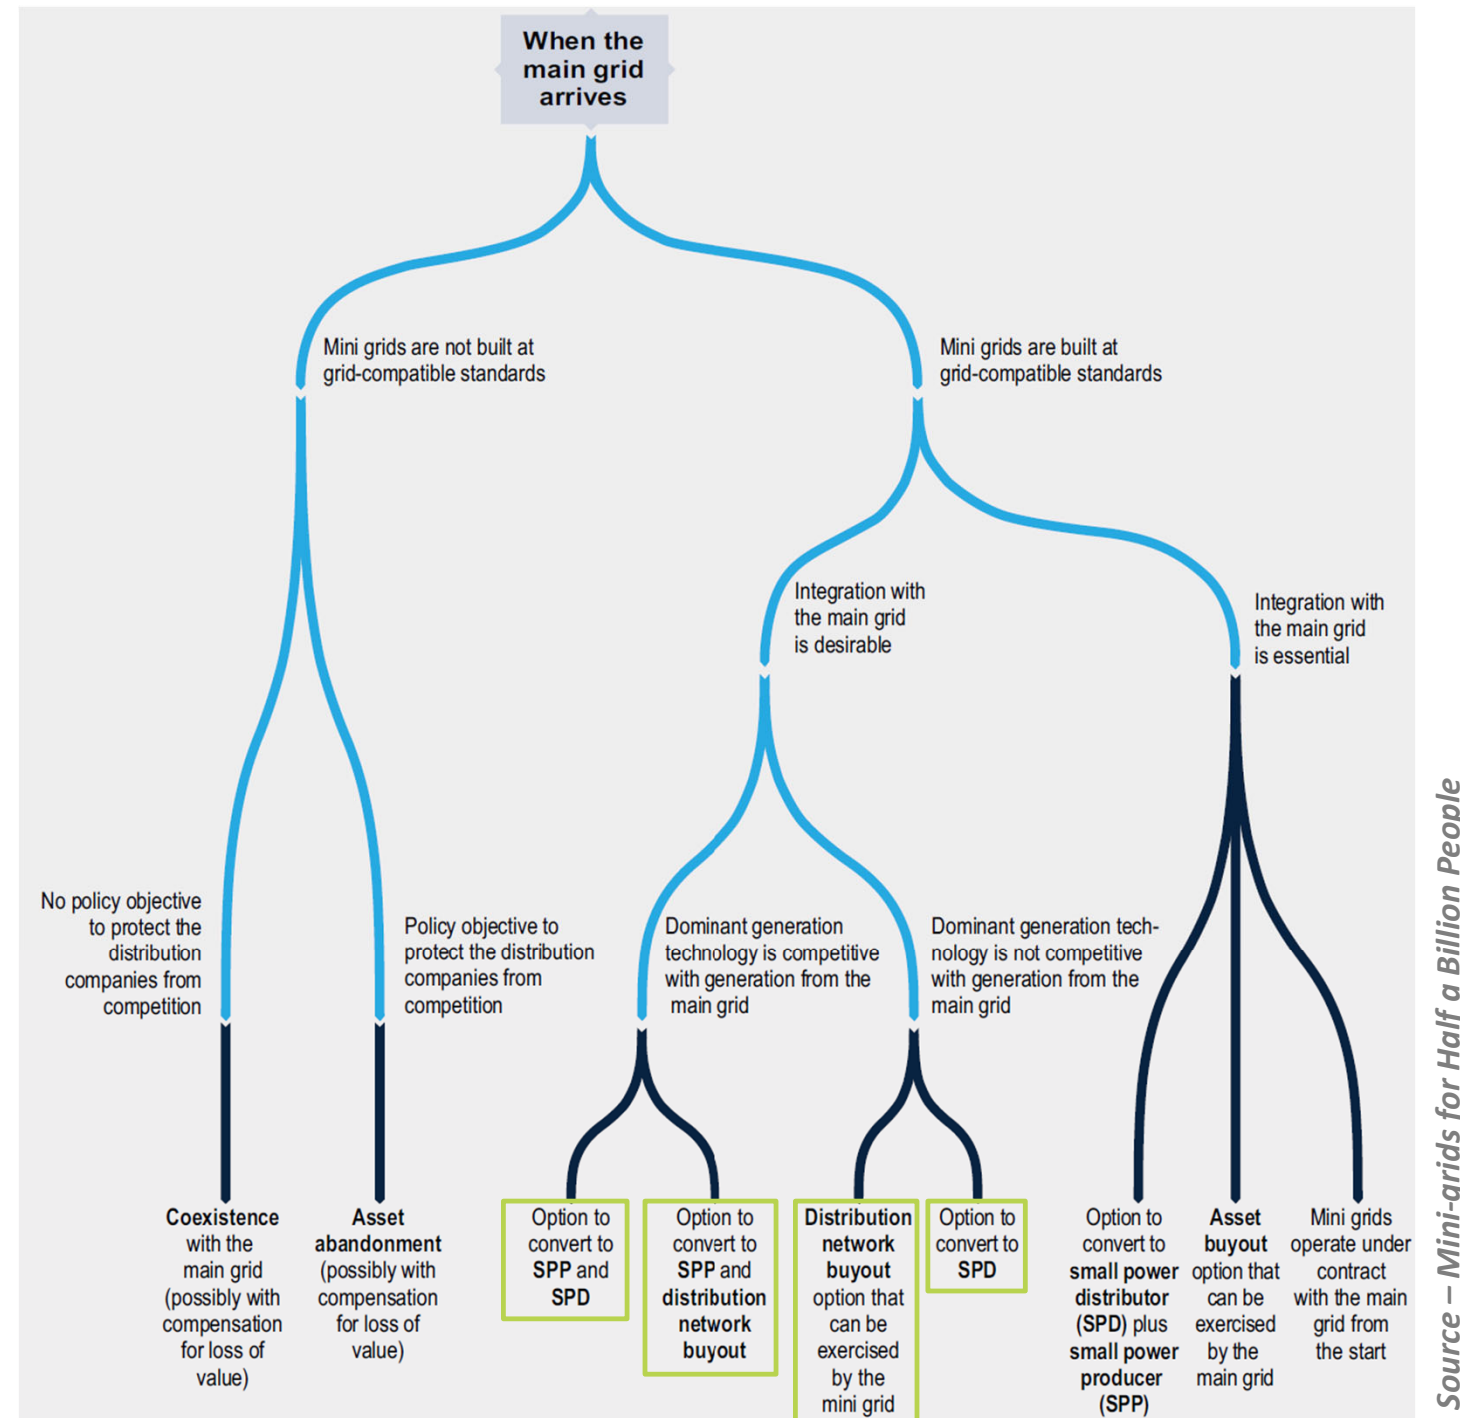 When the
main grid
arrives
Mini grids are not built at
grid-compatible standards
Mini grids are built at
grid-compatible standards
Integration with
the main grid
is desirable
Integration with
the main grid
is essential
No policy objective
to protect the
distribution
companies from
competition
Policy objective to
protect the distribution
companies from
competition
Dominant generation
technology is competitive
with generation from the
main grid
Dominant generation tech-
nology is not competitive
with generation from the
main grid
Coexistence
with the
main grid
(possibly with
compensation
for loss of
value)
Asset
abandonment
(possibly with
compensation
for loss of
value)
Option to
convert to
SPP and
SPD
Option to
convert to
SPP and
distribution
network
buyout
Distribution
network
buyout
option that
can be
exercised
by the
mini grid
Option to
convert to
SPD
Option to
convert to
small power
distributor
(SPD) plus
small power
producer
(SPP)
Asset
buyout
option that
can be
exercised
by the
main grid
Mini grids
operate under
contract
with the main
grid from
the start
Source – Mini-grids for Half a Billion People